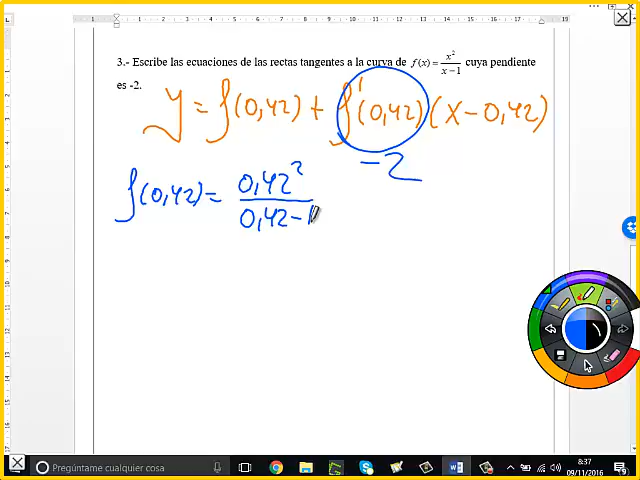 3.- Escribe las ecuaciones de las rectas tangentes a la curva de f(x) = x²/(x−1) cuya pendiente
es -2.
y = f(0,42) + f'(0,42)(x − 0,42)
−2
f(0,42) = 0,42²/(0,42 − 1
Pregúntame cualquier cosa
8:37
09/11/2016